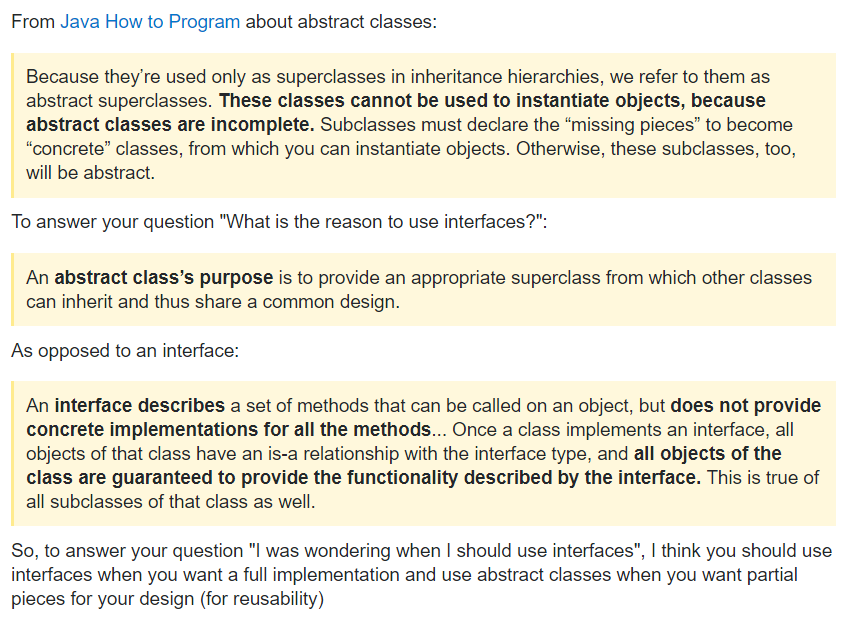 From Java How to Program about abstract classes:
Because they’re used only as superclasses in inheritance hierarchies, we refer to them as
abstract superclasses. These classes cannot be used to instantiate objects, because
abstract classes are incomplete. Subclasses must declare the “missing pieces” to become
“concrete” classes, from which you can instantiate objects. Otherwise, these subclasses, too,
will be abstract.
To answer your question "What is the reason to use interfaces?":
An abstract class’s purpose is to provide an appropriate superclass from which other classes
can inherit and thus share a common design.
As opposed to an interface:
An interface describes a set of methods that can be called on an object, but does not provide
concrete implementations for all the methods... Once a class implements an interface, all
objects of that class have an is-a relationship with the interface type, and all objects of the
class are guaranteed to provide the functionality described by the interface. This is true of
all subclasses of that class as well.
So, to answer your question "I was wondering when I should use interfaces", I think you should use
interfaces when you want a full implementation and use abstract classes when you want partial
pieces for your design (for reusability)